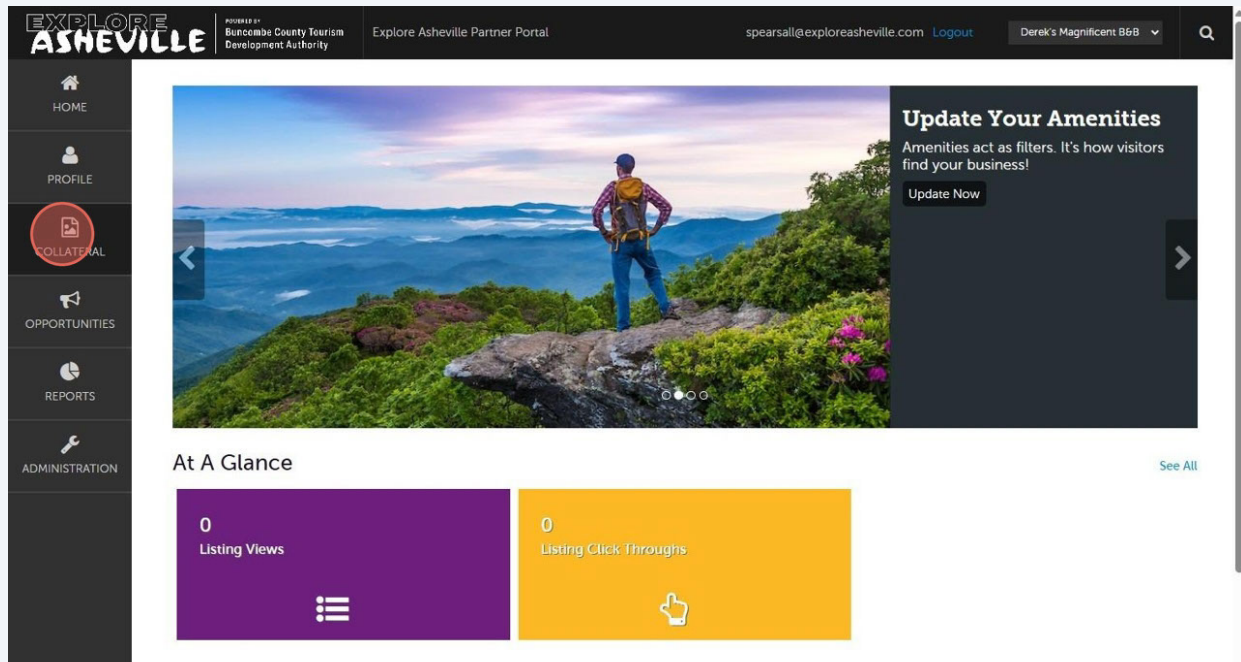 EXPLORE
ASHEVILLE
POWERED BY
Buncombe County Tourism
Development Authority
Explore Asheville Partner Portal
spearsall@exploreasheville.com Logout
Derek's Magnificent B&B
HOME
PROFILE
COLLATERAL
OPPORTUNITIES
REPORTS
ADMINISTRATION
Update Your Amenities
Amenities act as filters. It's how visitors
find your business!
Update Now
At A Glance
See All
0
Listing Views
0
Listing Click Throughs